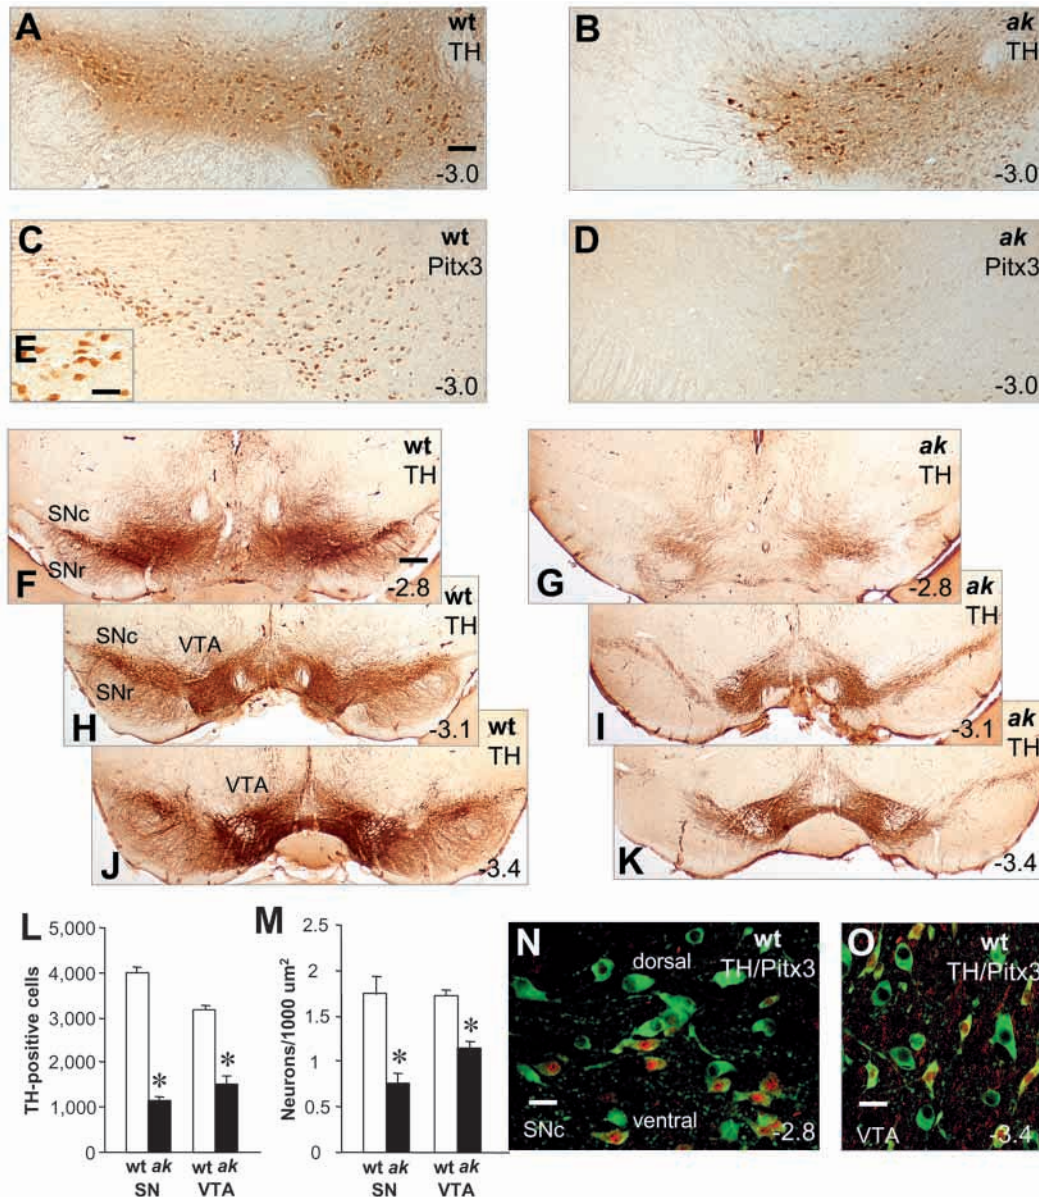 A
wt
TH
-3.0
B
ak
TH
-3.0
C
wt
Pitx3
E
-3.0
D
ak
Pitx3
-3.0
wt
TH
SNc
SNr
F
-2.8
ak
TH
G
-2.8
wt
TH
SNc
VTA
SNr
H
-3.1
ak
TH
I
-3.1
wt
TH
VTA
J
-3.4
ak
TH
K
-3.4
L
TH-positive cells
5,000
4,000
3,000
2,000
1,000
0
*
*
wt ak wt ak
SN VTA
M
Neurons/1000 um²
2.5
2
1.5
1
0.5
0
*
*
wt ak wt ak
SN VTA
N
wt
dorsal TH/Pitx3
ventral
SNc
-2.8
O
wt
TH/Pitx3
VTA
-3.4